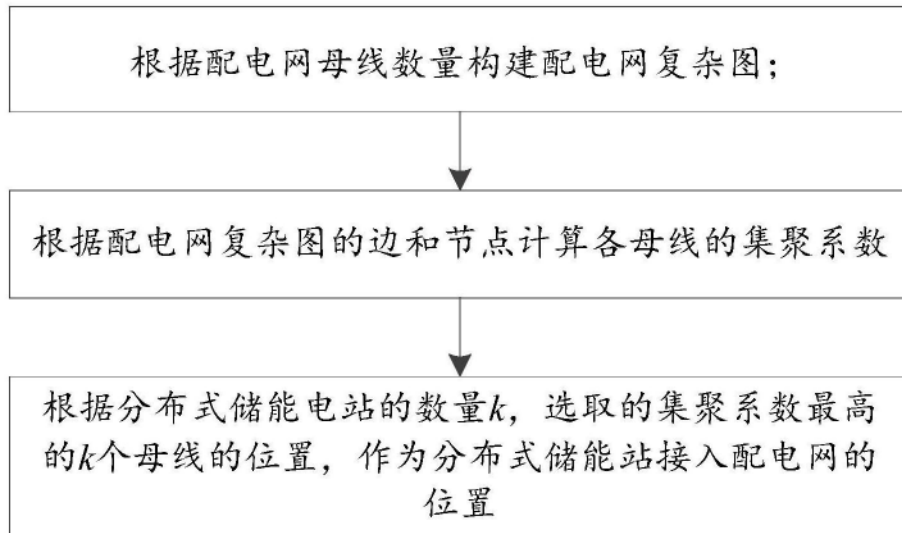 根据配电网母线数量构建配电网复杂图；
根据配电网复杂图的边和节点计算各母线的集聚系数
根据分布式储能电站的数量k，选取的集聚系数最高
的k个母线的位置，作为分布式储能站接入配电网的
位置